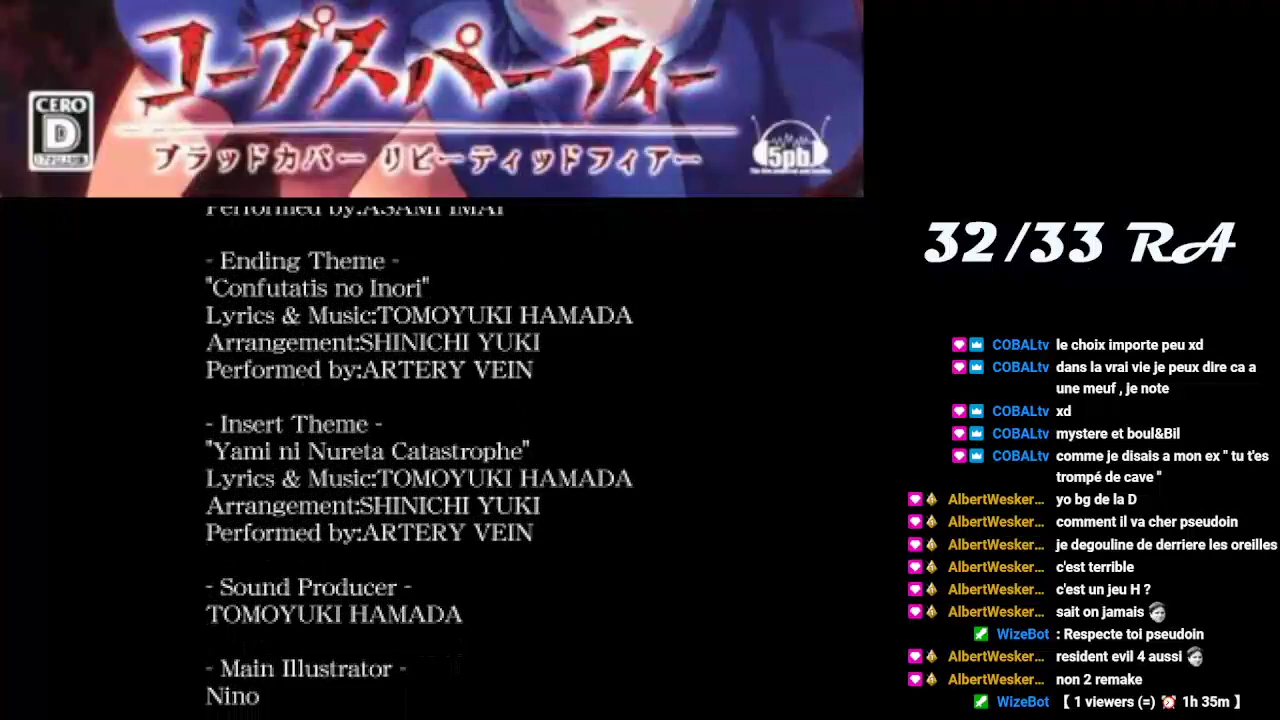 コープスパーティー
CERO
D
ブラッドカバー リピーティッドフィアー
5pb.
Performed by:ASAMI IMAI
- Ending Theme -
"Confutatis no Inori"
Lyrics & Music:TOMOYUKI HAMADA
Arrangement:SHINICHI YUKI
Performed by:ARTERY VEIN
- Insert Theme -
"Yami ni Nureta Catastrophe"
Lyrics & Music:TOMOYUKI HAMADA
Arrangement:SHINICHI YUKI
Performed by:ARTERY VEIN
- Sound Producer -
TOMOYUKI HAMADA
- Main Illustrator -
Nino
32/33 RA
COBALtv le choix importe peu xd
COBALtv dans la vrai vie je peux dire ca a
une meuf , je note
COBALtv xd
COBALtv mystere et boul&Bil
COBALtv comme je disais a mon ex " tu t'es
trompé de cave "
AlbertWesker... yo bg de la D
AlbertWesker... comment il va cher pseudoin
AlbertWesker... je degouline de derriere les oreilles
AlbertWesker... c'est terrible
AlbertWesker... c'est un jeu H ?
AlbertWesker... sait on jamais
WizeBot : Respecte toi pseudoin
AlbertWesker... resident evil 4 aussi
AlbertWesker... non 2 remake
WizeBot 【 1 viewers (=) ⏰ 1h 35m 】